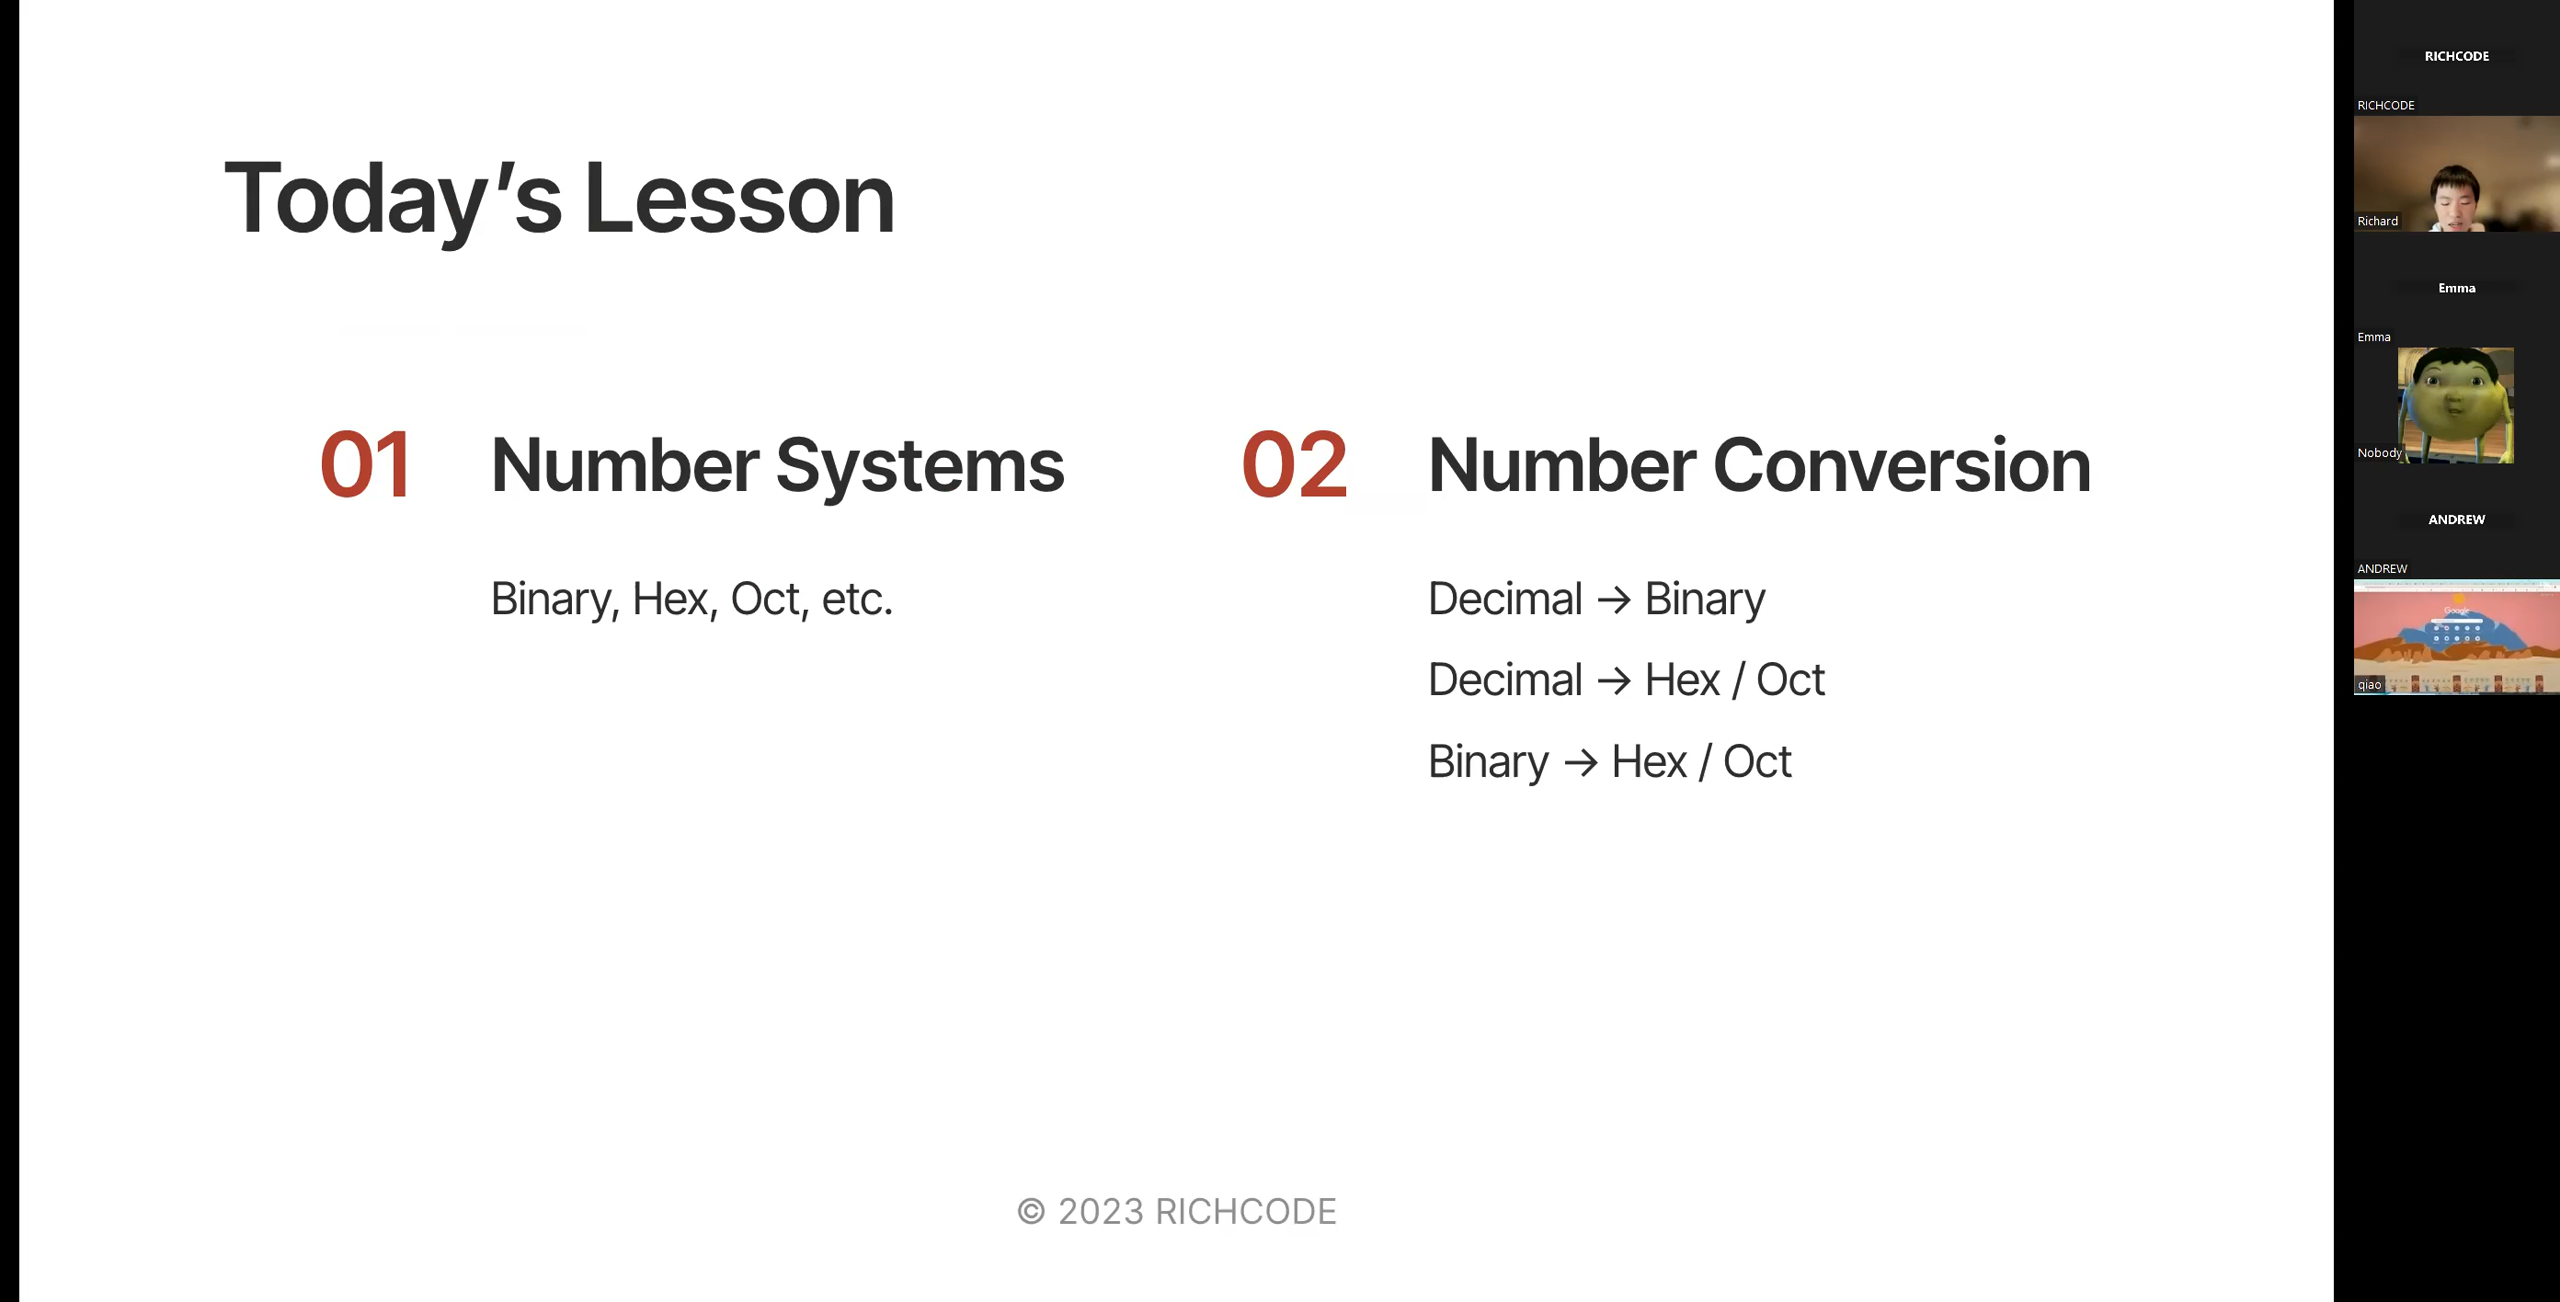 Today’s Lesson
01 Number Systems
Binary, Hex, Oct, etc.
02 Number Conversion
Decimal → Binary
Decimal → Hex / Oct
Binary → Hex / Oct
© 2023 RICHCODE
RICHCODE
RICHCODE
Richard
Emma
Emma
Nobody
ANDREW
ANDREW
Google
qiao